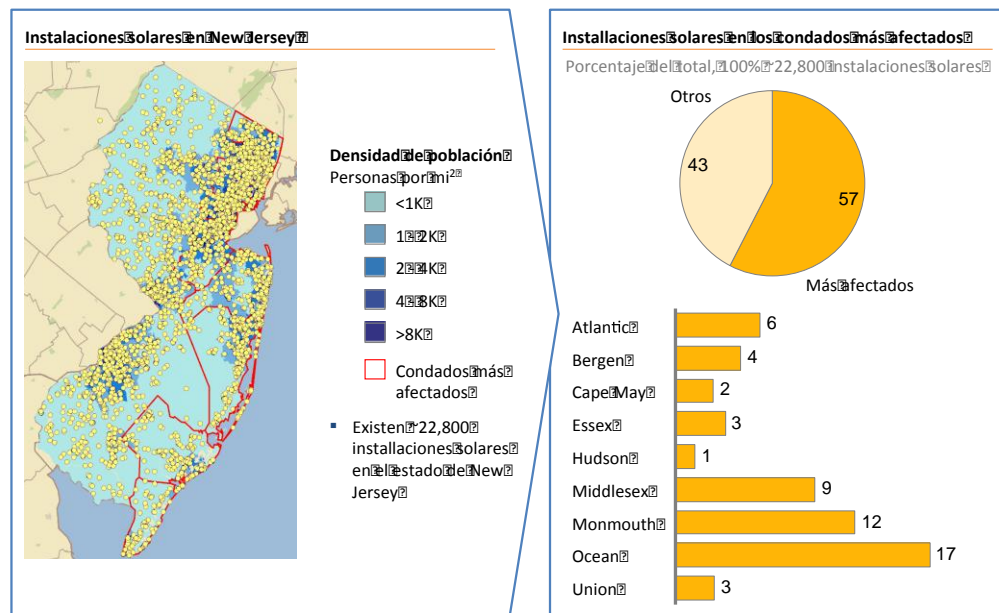 Instalaciones solares en New Jersey
Densidad de población
Personas por mi²
<1K
1 - 2K
2 - 4K
4 - 8K
>8K
Condados más
afectados
Existen ~22,800
installaciones solares
en el estado de New
Jersey
Installaciones solares en los condados más afectados
Porcentaje del total, 100% ~22,800 instalaciones solares
Otros
43
57
Más afectados
Atlantic 6
Bergen 4
Cape May 2
Essex 3
Hudson 1
Middlesex 9
Monmouth 12
Ocean 17
Union 3